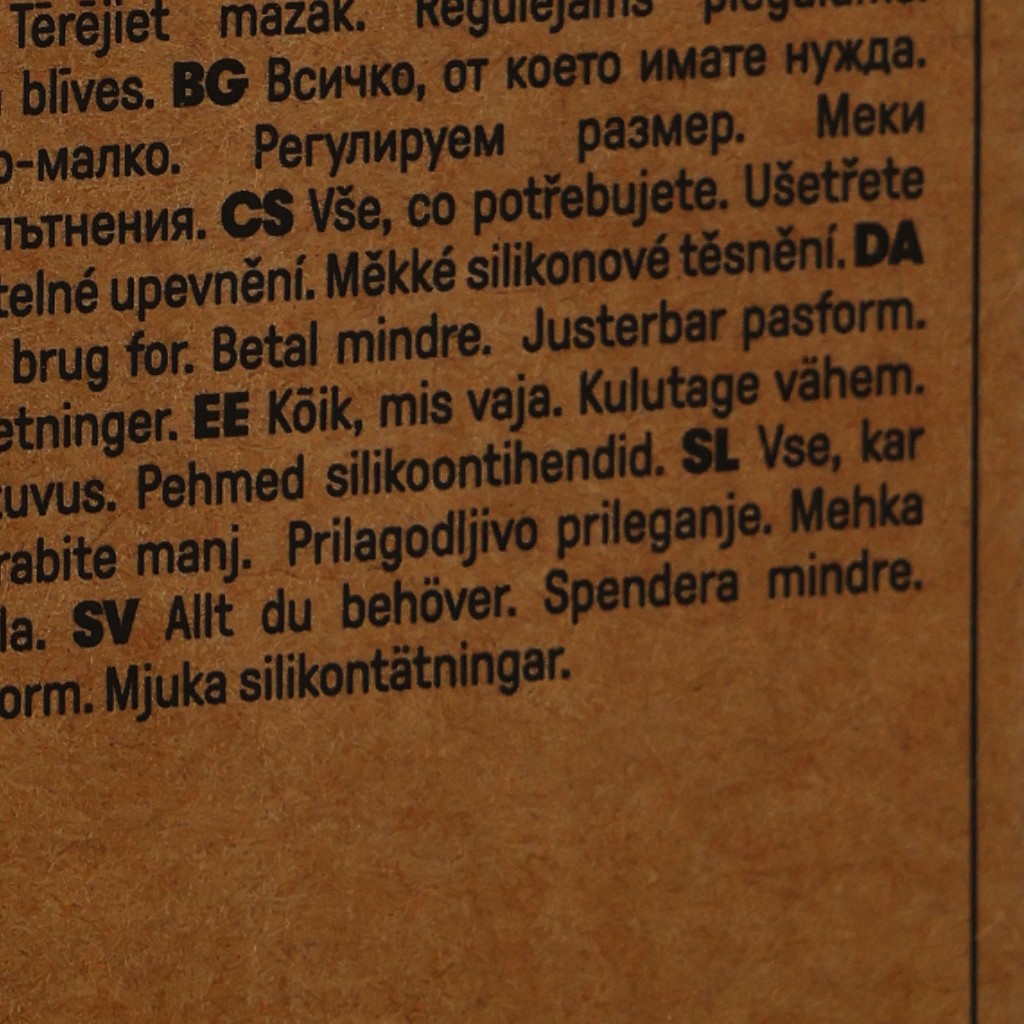 Tērējiet mazāk. Regulējams
blīves. BG Всичко, от което имате нужда.
о-малко. Регулируем размер. Меки
плътнения. CS Vše, co potřebujete. Ušetřete
telné upevnění. Měkké silikonové těsnění. DA
brug for. Betal mindre. Justerbar pasform.
etninger. EE Kõik, mis vaja. Kulutage vähem.
tuvus. Pehmed silikoontihendid. SL Vse, kar
rabite manj. Prilagodljivo prileganje. Mehka
la. SV Allt du behöver. Spendera mindre.
orm. Mjuka silikontätningar.